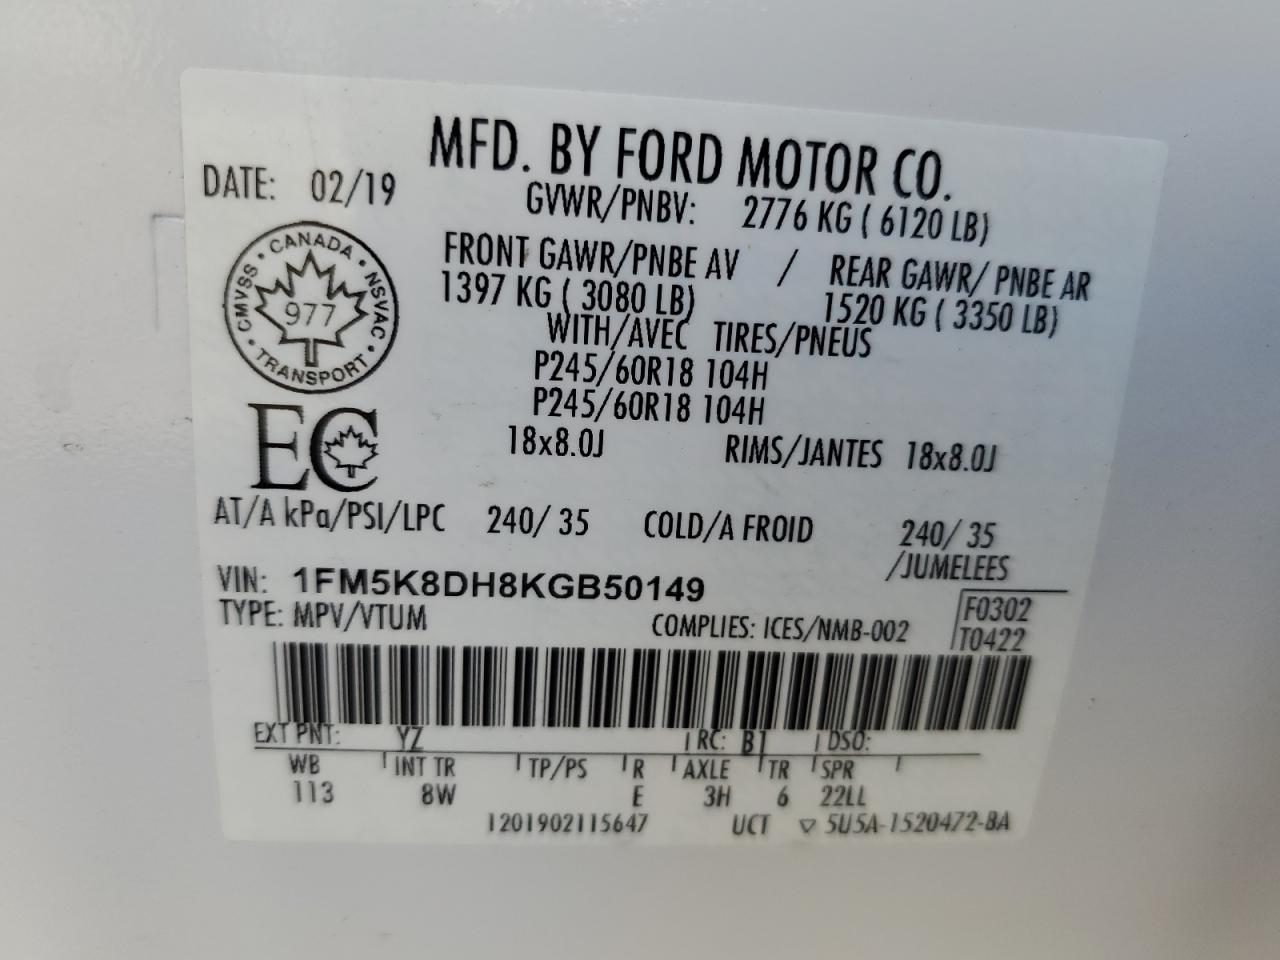 MFD. BY FORD MOTOR CO.
DATE: 02/19
GVWR/PNBV: 2776 KG ( 6120 LB)
FRONT GAWR/PNBE AV / REAR GAWR/ PNBE AR
1397 KG ( 3080 LB) 1520 KG ( 3350 LB)
WITH/AVEC TIRES/PNEUS
P245/60R18 104H
P245/60R18 104H
18x8.0J RIMS/JANTES 18x8.0J
CANADA · NSVAC · TRANSPORT · CMVSS ·
977
EC
AT/A kPa/PSI/LPC 240/ 35 COLD/A FROID 240/ 35
/JUMELEES
VIN: 1FM5K8DH8KGB50149
F0302
TYPE: MPV/VTUM COMPLIES: ICES/NMB-002 T0422
EXT PNT: YZ RC: B1 DSO:
WB INT TR TP/PS R AXLE TR SPR
113 8W E 3H 6 22LL
1201902115647 UCT ▽ 5U5A-1520472-BA